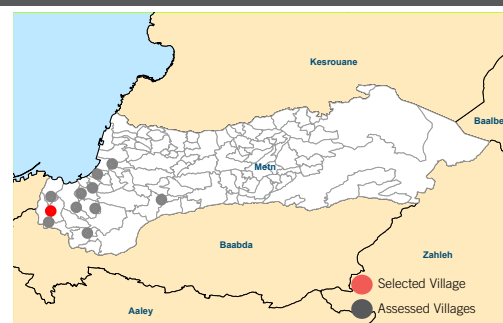 Kesrouane
Baalbe
Metn
Baabda
Zahleh
Selected Village
Aaley
Assessed Villages